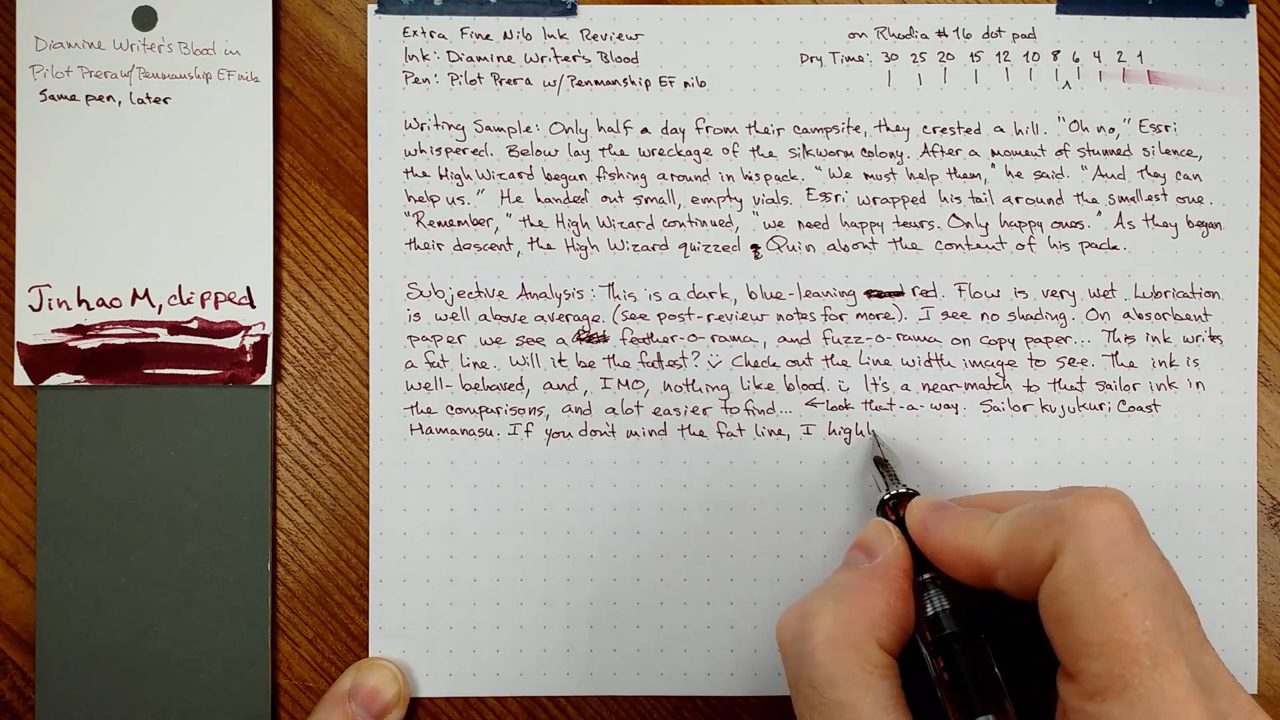 Diamine Writer's Blood in
Pilot Prera w/ Penmanship EF nib
Same pen, later
Jinhao M, dipped
Extra Fine Nib Ink Review
Ink: Diamine Writer's Blood
Pen: Pilot Prera w/ Penmanship EF nib
on Rhodia #16 dot pad
Dry Time: 30 25 20 15 12 10 8 6 4 2 1
Writing Sample: Only half a day from their campsite, they crested a hill. "Oh no," Essri
whispered. Below lay the wreckage of the silkworm colony. After a moment of stunned silence,
the High Wizard began fishing around in his pack. "We must help them," he said. "And they can
help us." He handed out small, empty vials. Essri wrapped his tail around the smallest one.
"Remember," the High Wizard continued, "we need happy tears. Only happy ones." As they began
their descent, the High Wizard quizzed Quin about the content of his pack.
Subjective Analysis: This is a dark, blue-leaning red. Flow is very wet. Lubrication
is well above average. (See post-review notes for more). I see no shading. On absorbent
paper we see a feather-o-rama, and fuzz-o-rama on copy paper... This ink writes
a fat line. Will it be the fattest? Check out the line width image to see. The ink is
well-behaved, and, IMO, nothing like blood. It's a near-match to that sailor ink in
the comparisons, and a lot easier to find... ← Look that-a-way. Sailor Kujukuri Coast
Hamanasu. If you don't mind the fat line, I highly